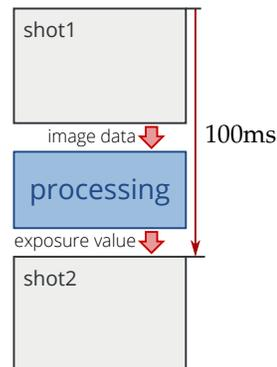 shot1
image data
100ms
processing
exposure value
shot2